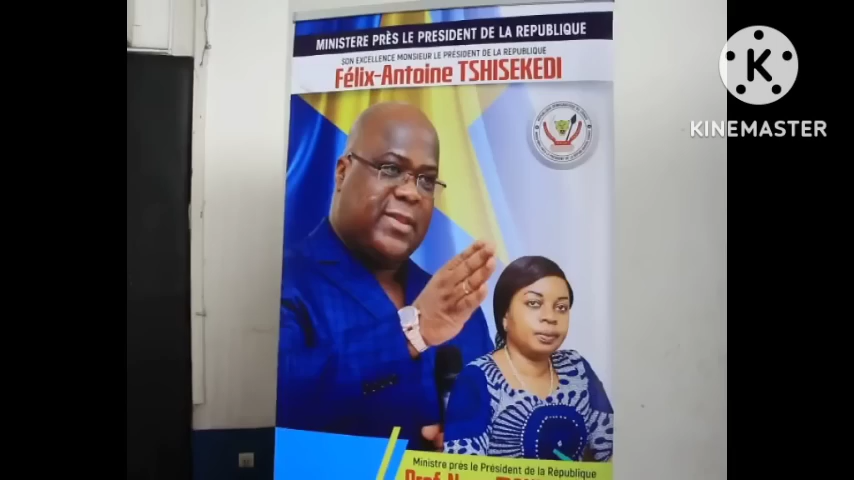 MINISTERE PRÈS LE PRESIDENT DE LA REPUBLIQUE
SON EXCELLENCE MONSIEUR LE PRÉSIDENT DE LA REPUBLIQUE
Félix-Antoine TSHISEKEDI
KINEMASTER
Ministre près le Président de la République